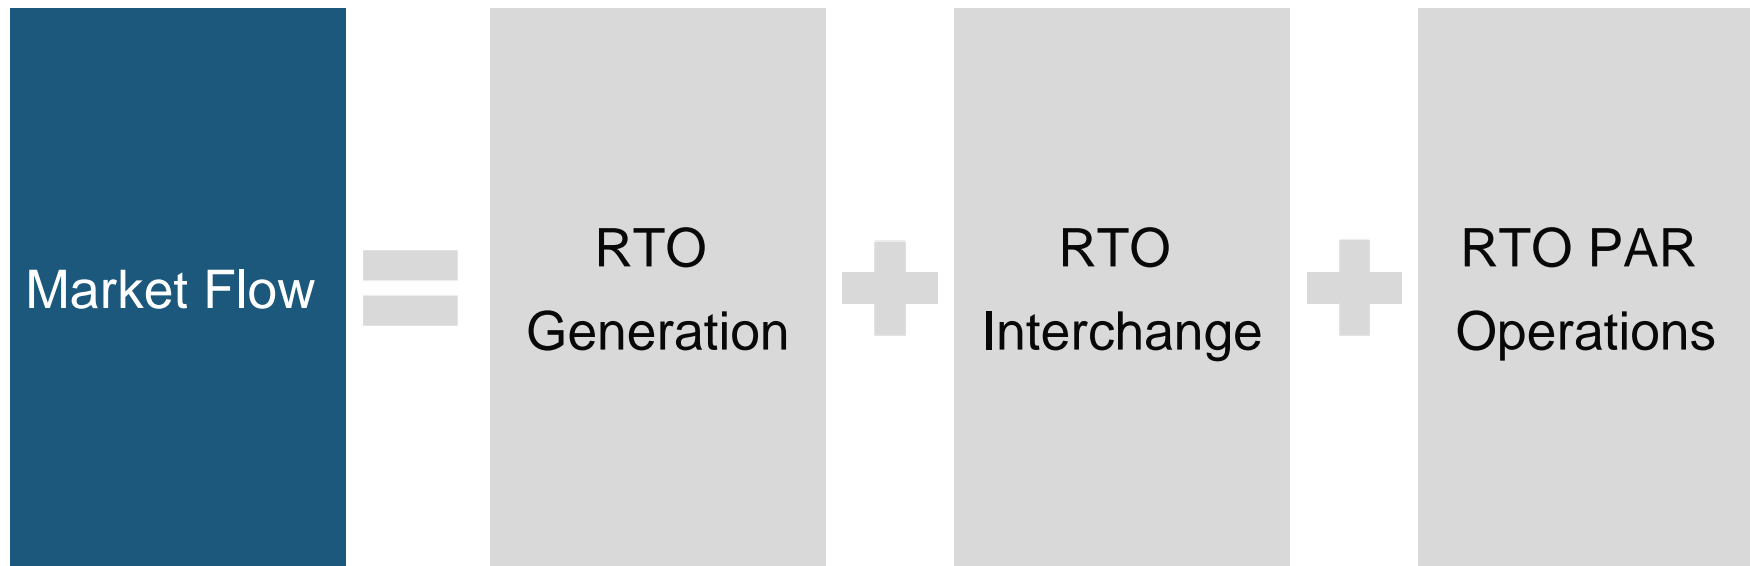 Market Flow
RTO
Generation
RTO
Interchange
RTO PAR
Operations